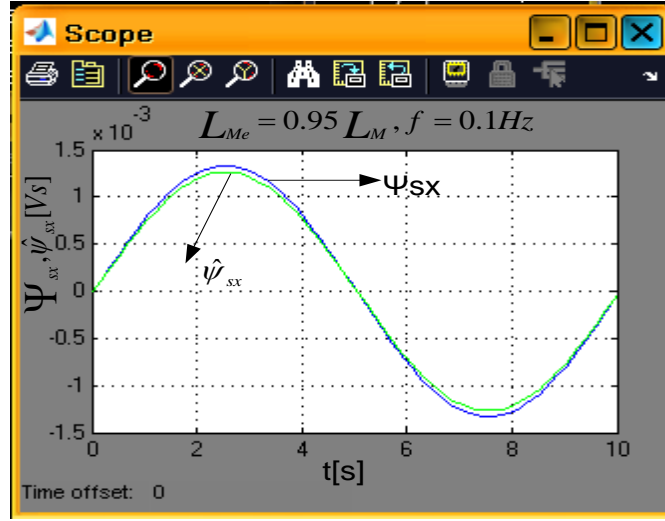 Scope
x 10^-3
L_Me = 0.95 L_M , f = 0.1Hz
1.5
1
0.5
0
-0.5
-1
-1.5
Ψ_sx, ψ̂_sx [Vs]
Ψsx
ψ̂_sx
0 2 4 6 8 10
t[s]
Time offset: 0